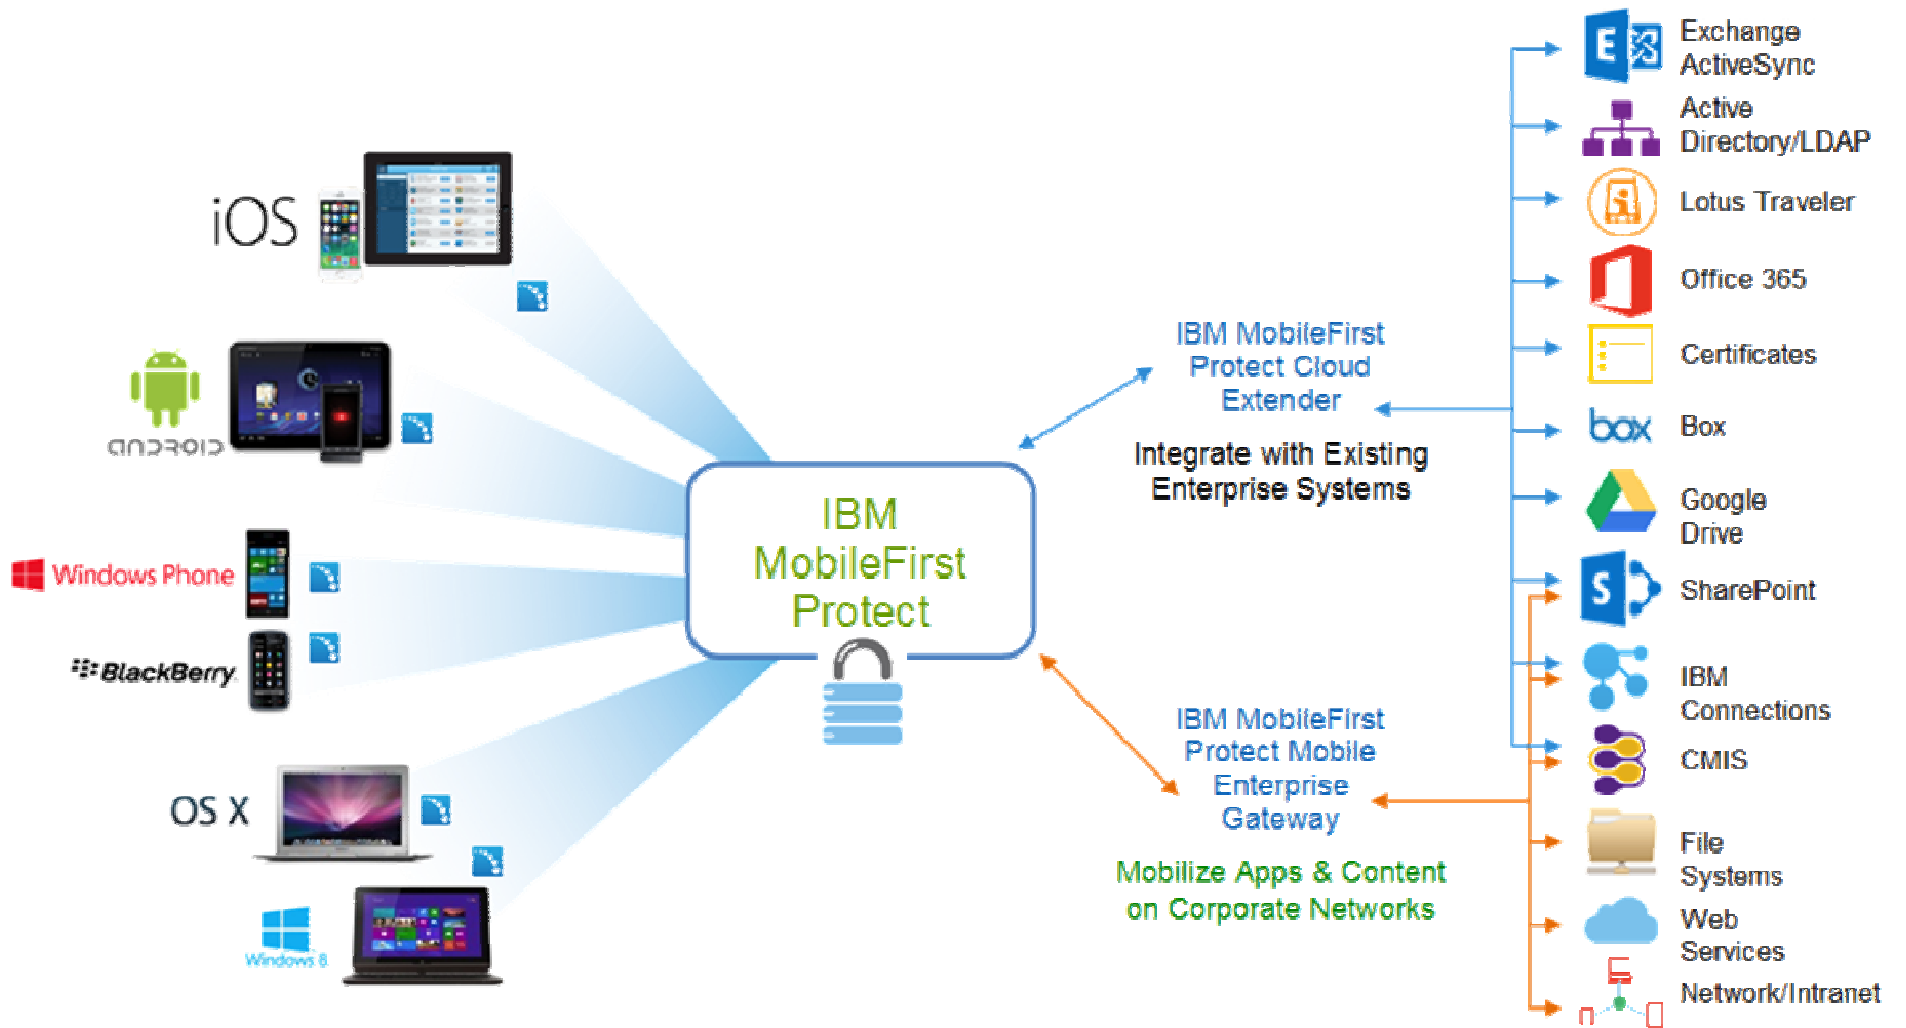 iOS
ANDROID
Windows Phone
BlackBerry
OS X
Windows 8
IBM
MobileFirst
Protect
IBM MobileFirst
Protect Cloud
Extender
Integrate with Existing
Enterprise Systems
IBM MobileFirst
Protect Mobile
Enterprise
Gateway
Mobilize Apps & Content
on Corporate Networks
E
Exchange
ActiveSync
Active
Directory/LDAP
Lotus Traveler
Office 365
Certificates
box
Box
Google
Drive
S
SharePoint
IBM
Connections
CMIS
File
Systems
Web
Services
Network/Intranet